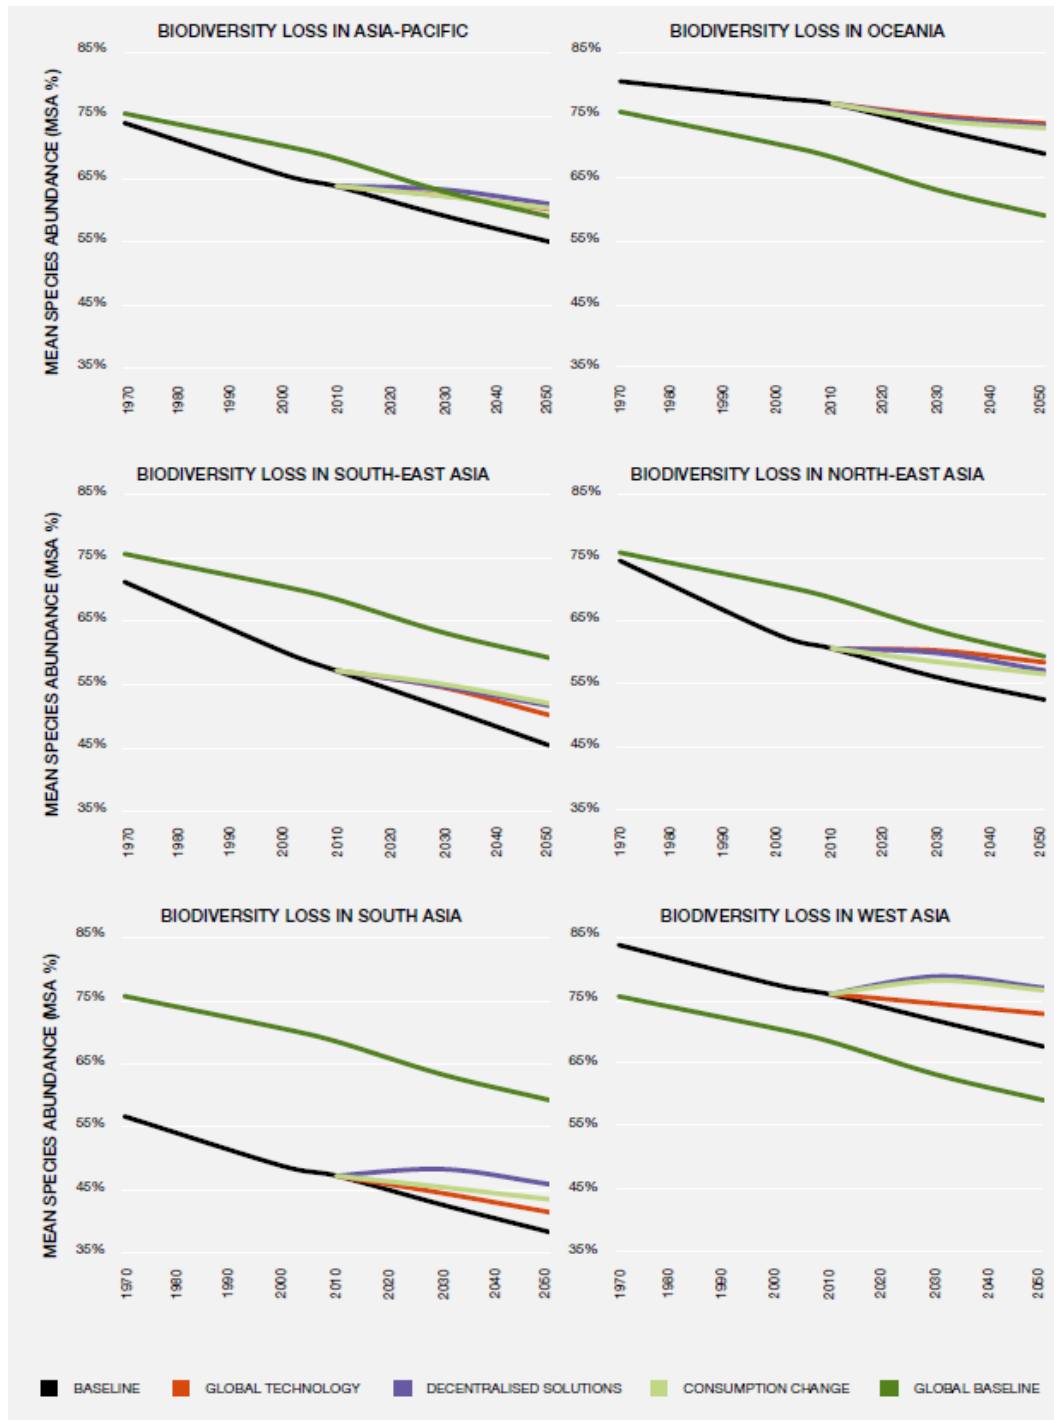 BIODIVERSITY LOSS IN ASIA-PACIFIC
MEAN SPECIES ABUNDANCE (MSA %)
85%
75%
65%
55%
45%
35%
1970 1980 1990 2000 2010 2020 2030 2040 2050
BIODIVERSITY LOSS IN OCEANIA
85%
75%
65%
55%
45%
35%
1970 1980 1990 2000 2010 2020 2030 2040 2050
BIODIVERSITY LOSS IN SOUTH-EAST ASIA
MEAN SPECIES ABUNDANCE (MSA %)
85%
75%
65%
55%
45%
35%
1970 1980 1990 2000 2010 2020 2030 2040 2050
BIODIVERSITY LOSS IN NORTH-EAST ASIA
85%
75%
65%
55%
45%
35%
1970 1980 1990 2000 2010 2020 2030 2040 2050
BIODIVERSITY LOSS IN SOUTH ASIA
MEAN SPECIES ABUNDANCE (MSA %)
85%
75%
65%
55%
45%
35%
1970 1980 1990 2000 2010 2020 2030 2040 2050
BIODIVERSITY LOSS IN WEST ASIA
85%
75%
65%
55%
45%
35%
1970 1980 1990 2000 2010 2020 2030 2040 2050
BASELINE GLOBAL TECHNOLOGY DECENTRALISED SOLUTIONS CONSUMPTION CHANGE GLOBAL BASELINE